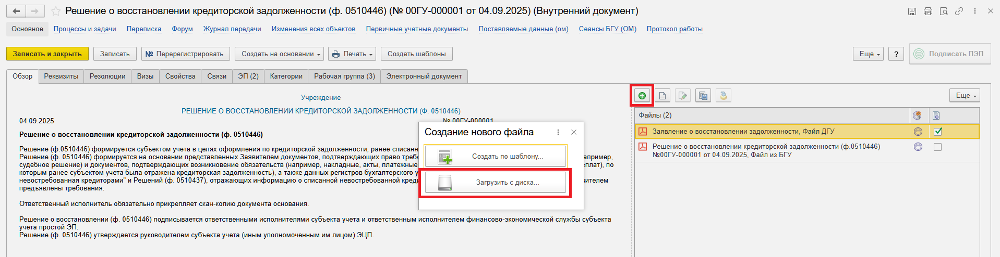 Решение о восстановлении кредиторской задолженности (ф. 0510446) (№ 00ГУ-000001 от 04.09.2025) (Внутренний документ)
Основное Процессы и задачи Переписка Форум Журнал передачи Изменения всех объектов Первичные учетные документы Поставляемые данные (ом) Сеансы БГУ (ОМ) Протокол работы
Записать и закрыть Записать № Перерегистрировать Создать на основании Печать Создать шаблоны Еще ? Подписать ПЭП
Обзор Реквизиты Резолюции Визы Свойства Связи ЭП (2) Категории Рабочая группа (3) Электронный документ
Учреждение
РЕШЕНИЕ О ВОССТАНОВЛЕНИИ КРЕДИТОРСКОЙ ЗАДОЛЖЕННОСТИ (Ф. 0510446)
04.09.2025 № 00ГУ-000001
Решение о восстановлении кредиторской задолженности (ф. 0510446)
Решение (ф.0510446) формируется субъектом учета в целях оформления по кредиторской задолженности, ранее списанн
Решение (ф. 0510446) формируется на основании представленных Заявителем документов, подтверждающих право требо апример,
судебное решение) и документов, подтверждающих возникновение обязательств (например, накладные, акты, платежные еплат), по
которым ранее субъектом учета была отражена кредиторская задолженность), а также данных регистров бухгалтерского у
невостребованная кредиторами" и Решений (ф. 0510437), отражающих информацию о списанной невостребованной креди вителем
предъявлены требования.
Ответственный исполнитель обязательно прикрепляет скан-копию документа основания.
Решение о восстановлении (ф. 0510446) подписывается ответственными исполнителями субъекта учета и ответственным исполнителем финансово-экономической службы субъекта
учета простой ЭП.
Решение (ф. 0510446) утверждается руководителем субъекта учета (иным уполномоченным им лицом) ЭЦП.
Создание нового файла
Создать по шаблону...
Загрузить с диска...
Еще
Файлы (2)
Заявление о восстановлении задолженности, Файл ДГУ
Решение о восстановлении кредиторской задолженности (ф.0510446)
№00ГУ-000001 от 04.09.2025, Файл из БГУ